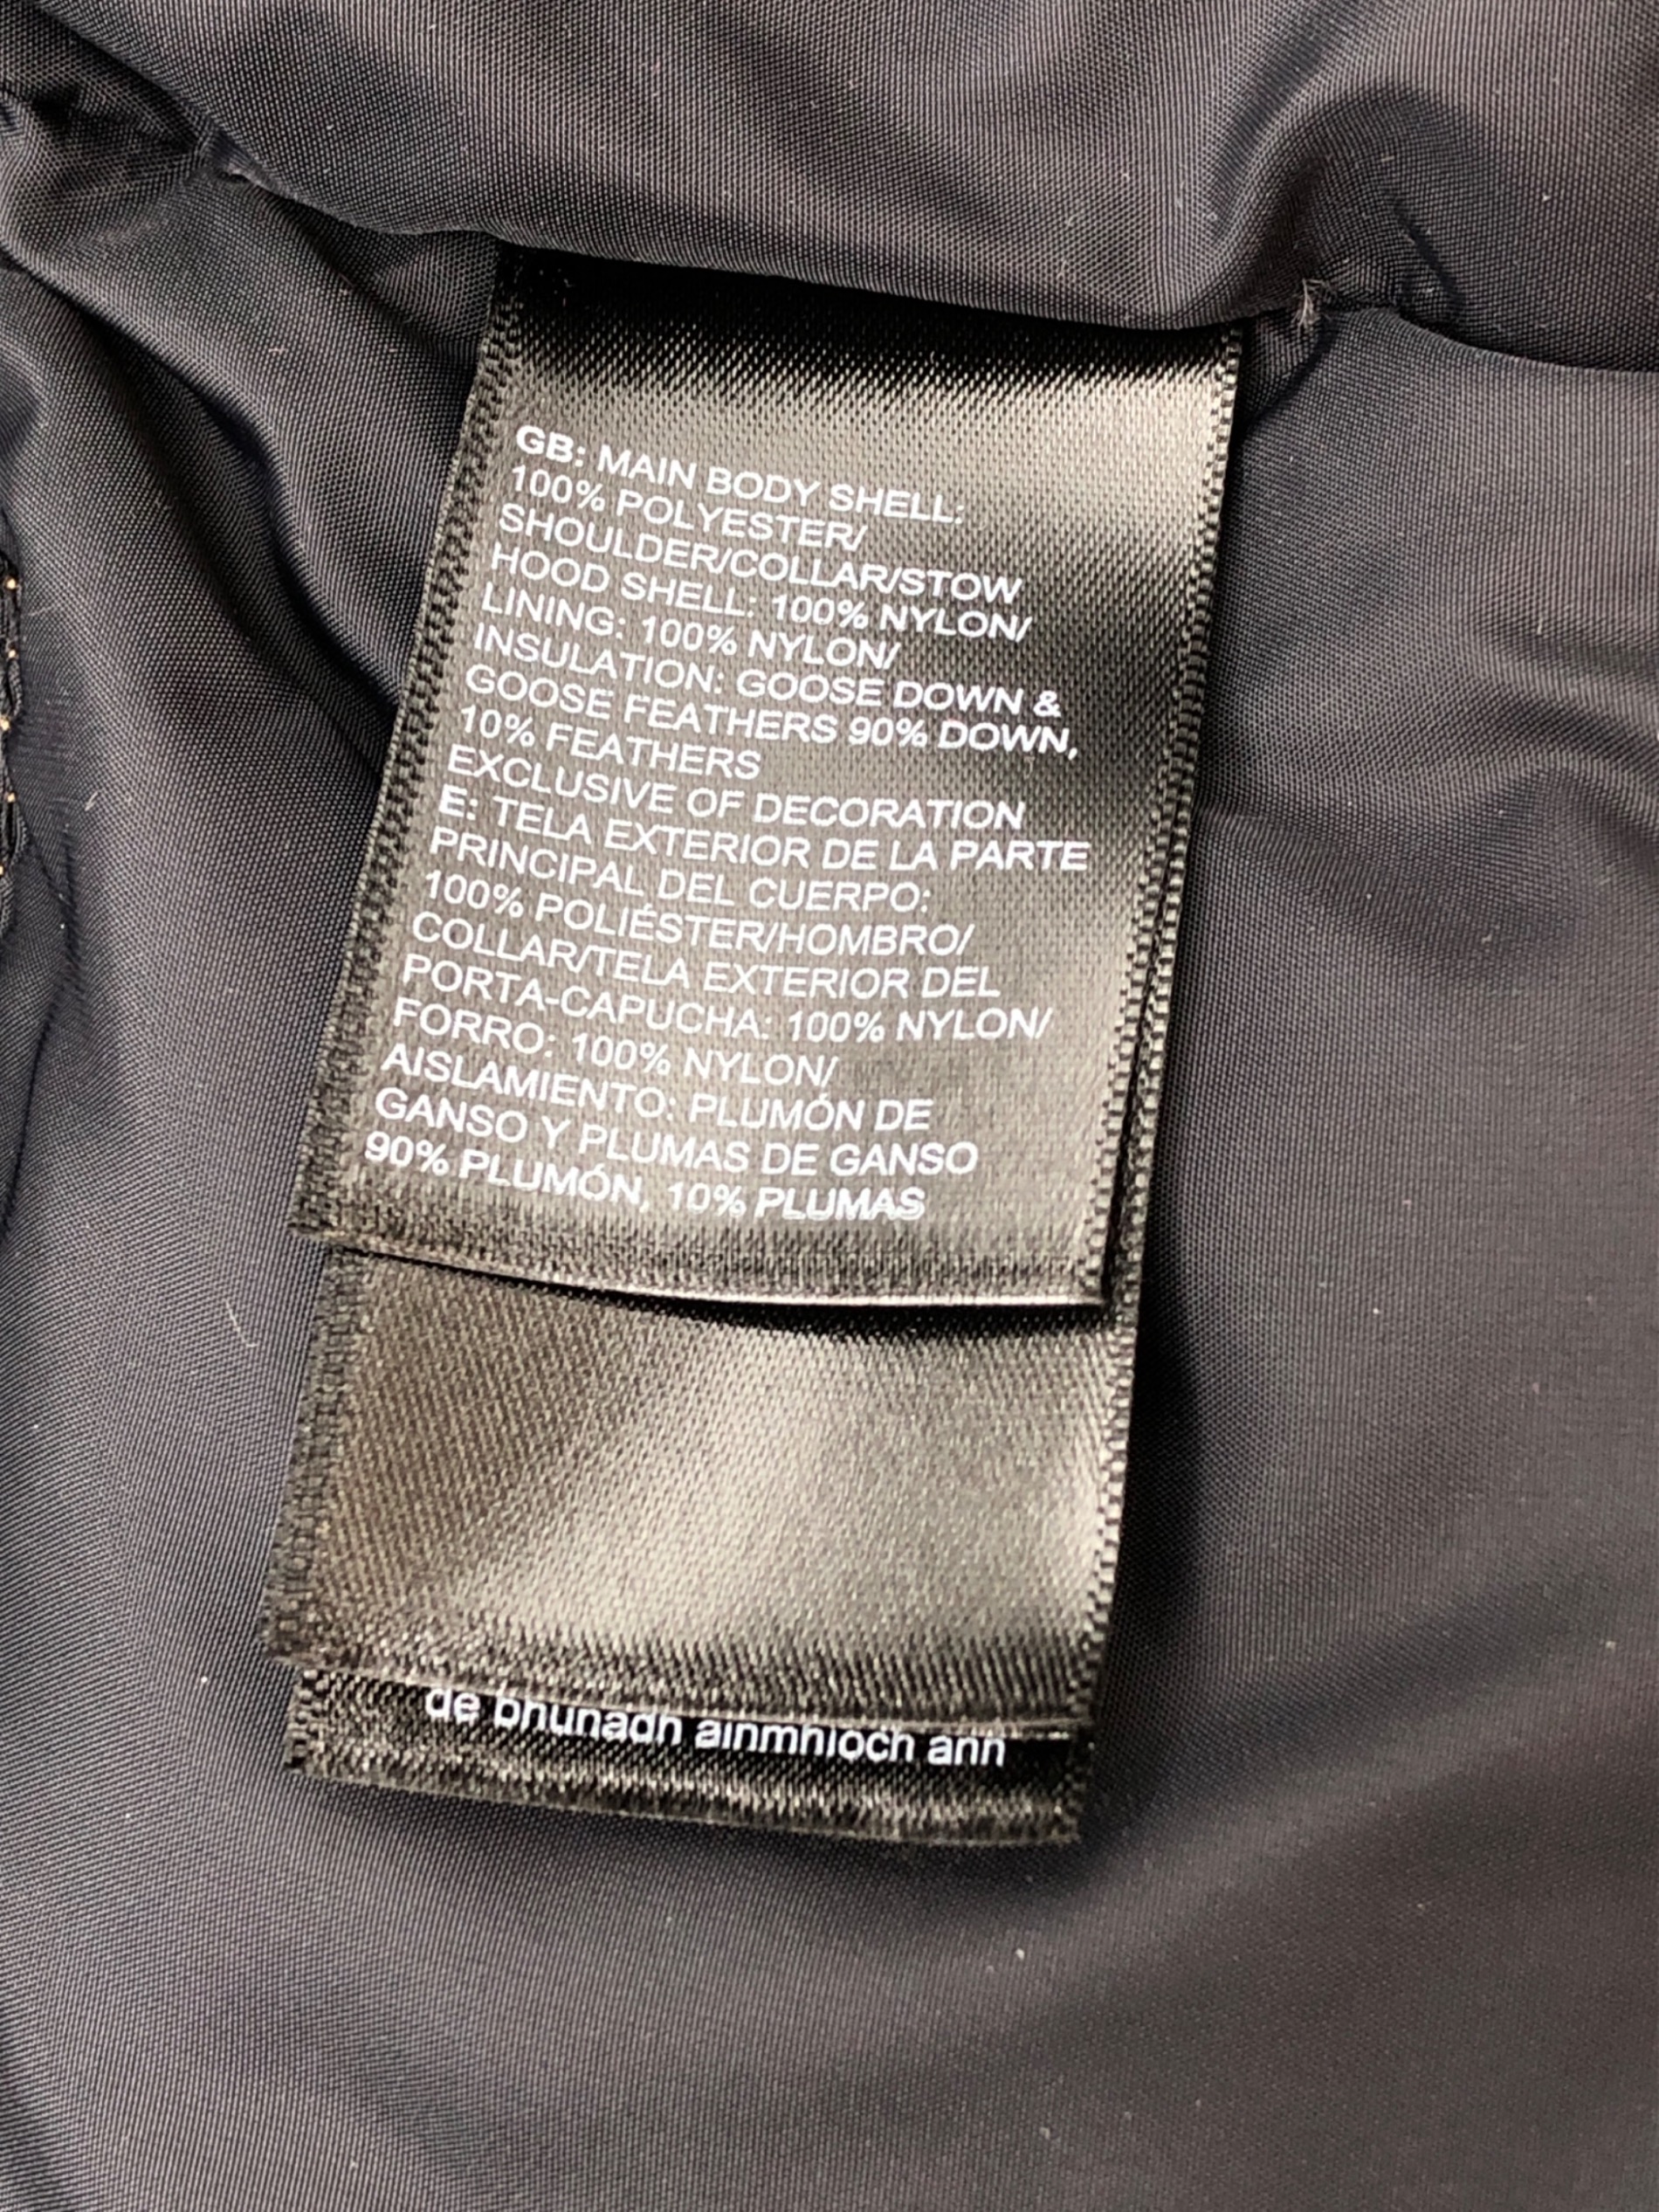 GB: MAIN BODY SHELL:
100% POLYESTER/
SHOULDER/COLLAR/STOW
HOOD SHELL: 100% NYLON/
LINING: 100% NYLON/
INSULATION: GOOSE DOWN &
GOOSE FEATHERS 90% DOWN,
10% FEATHERS
EXCLUSIVE OF DECORATION
E: TELA EXTERIOR DE LA PARTE
PRINCIPAL DEL CUERPO:
100% POLIÉSTER/HOMBRO/
COLLAR/TELA EXTERIOR DEL
PORTA-CAPUCHA: 100% NYLON/
FORRO: 100% NYLON/
AISLAMIENTO: PLUMÓN DE
GANSO Y PLUMAS DE GANSO
90% PLUMÓN, 10% PLUMAS
de bhunadh ainmhíoch ann